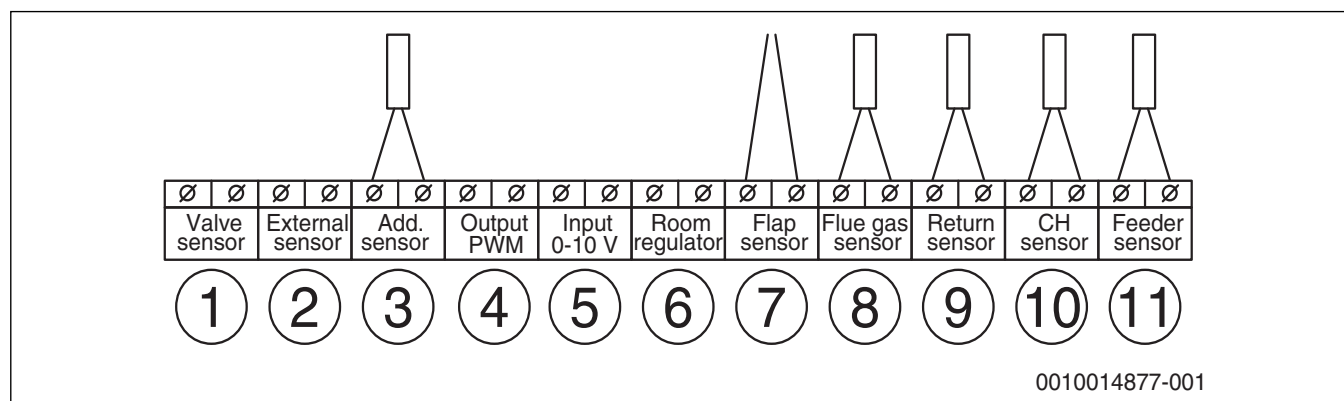 Ø Ø Ø Ø Ø Ø Ø Ø Ø Ø Ø Ø Ø Ø Ø Ø Ø Ø Ø Ø Ø Ø
Valve sensor
External sensor
Add. sensor
Output PWM
Input 0-10 V
Room regulator
Flap sensor
Flue gas sensor
Return sensor
CH sensor
Feeder sensor
1 2 3 4 5 6 7 8 9 10 11
0010014877-001